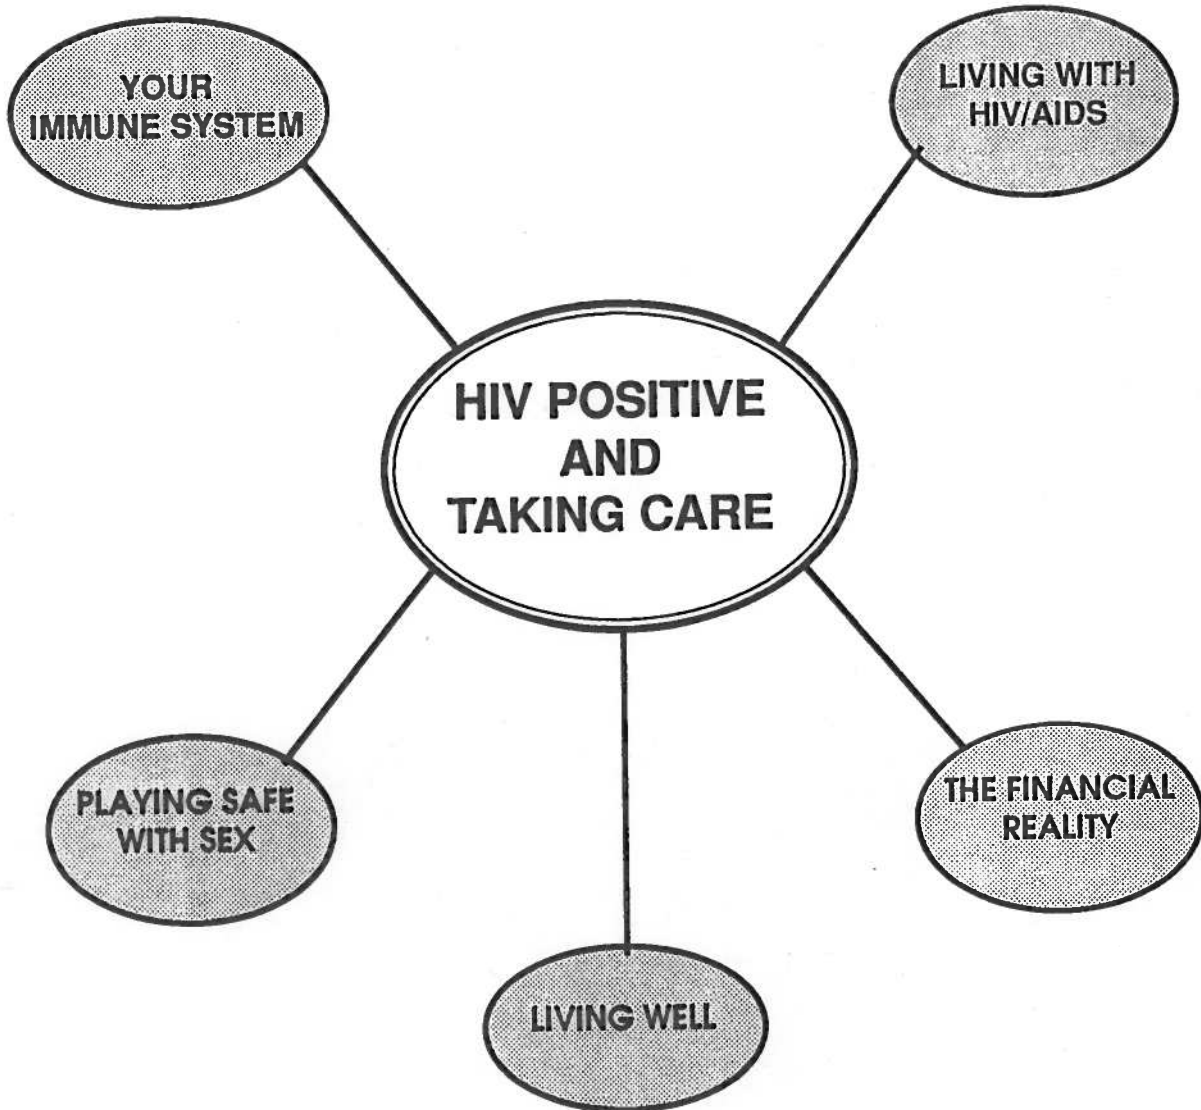 YOUR
IMMUNE SYSTEM
LIVING WITH
HIV/AIDS
HIV POSITIVE
AND
TAKING CARE
PLAYING SAFE
WITH SEX
THE FINANCIAL
REALITY
LIVING WELL